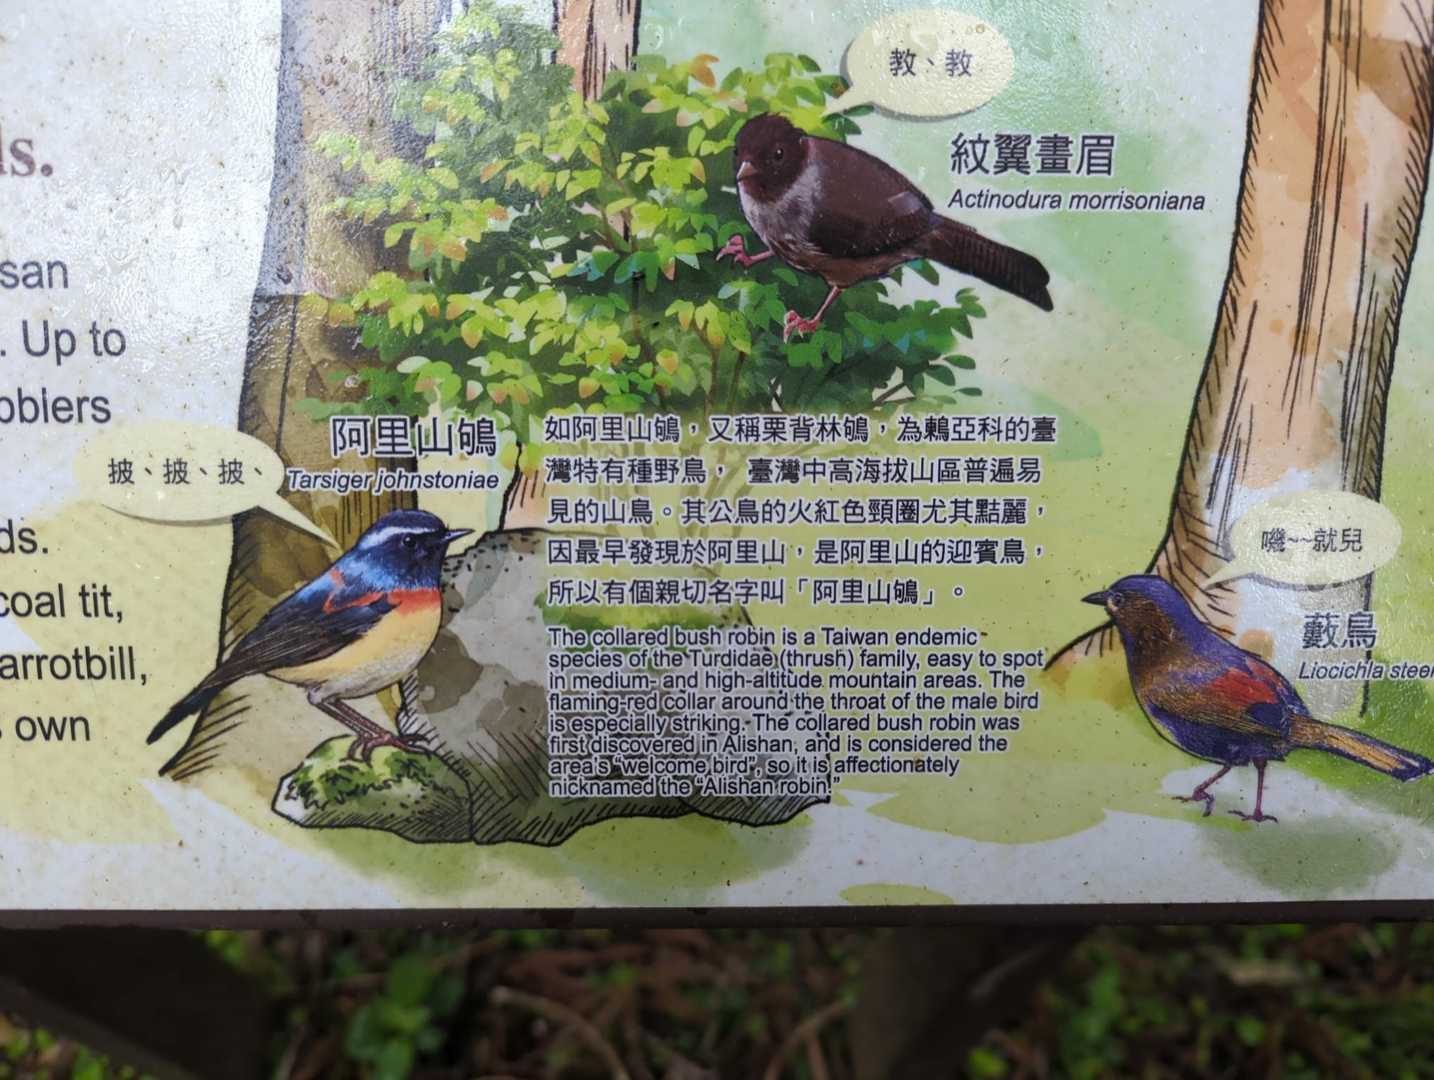 ls.
san
. Up to
bblers
ds.
coal tit,
arrotbill,
s own
教、教
紋翼畫眉
Actinodura morrisoniana
阿里山鴝
Tarsiger johnstoniae
披、披、披、
如阿里山鴝，又稱栗背林鴝，為鶇亞科的臺
灣特有種野鳥， 臺灣中高海拔山區普遍易
見的山鳥。其公鳥的火紅色頸圈尤其點麗，
因最早發現於阿里山，是阿里山的迎賓鳥，
所以有個親切名字叫「阿里山鴝」。
The collared bush robin is a Taiwan endemic
species of the Turdidae (thrush) family, easy to spot
in medium- and high-altitude mountain areas. The
flaming-red collar around the throat of the male bird
is especially striking. The collared bush robin was
first discovered in Alishan, and is considered the
area's "welcome bird", so it is affectionately
nicknamed the "Alishan robin."
嘰~~就兒
藪鳥
Liocichla steer